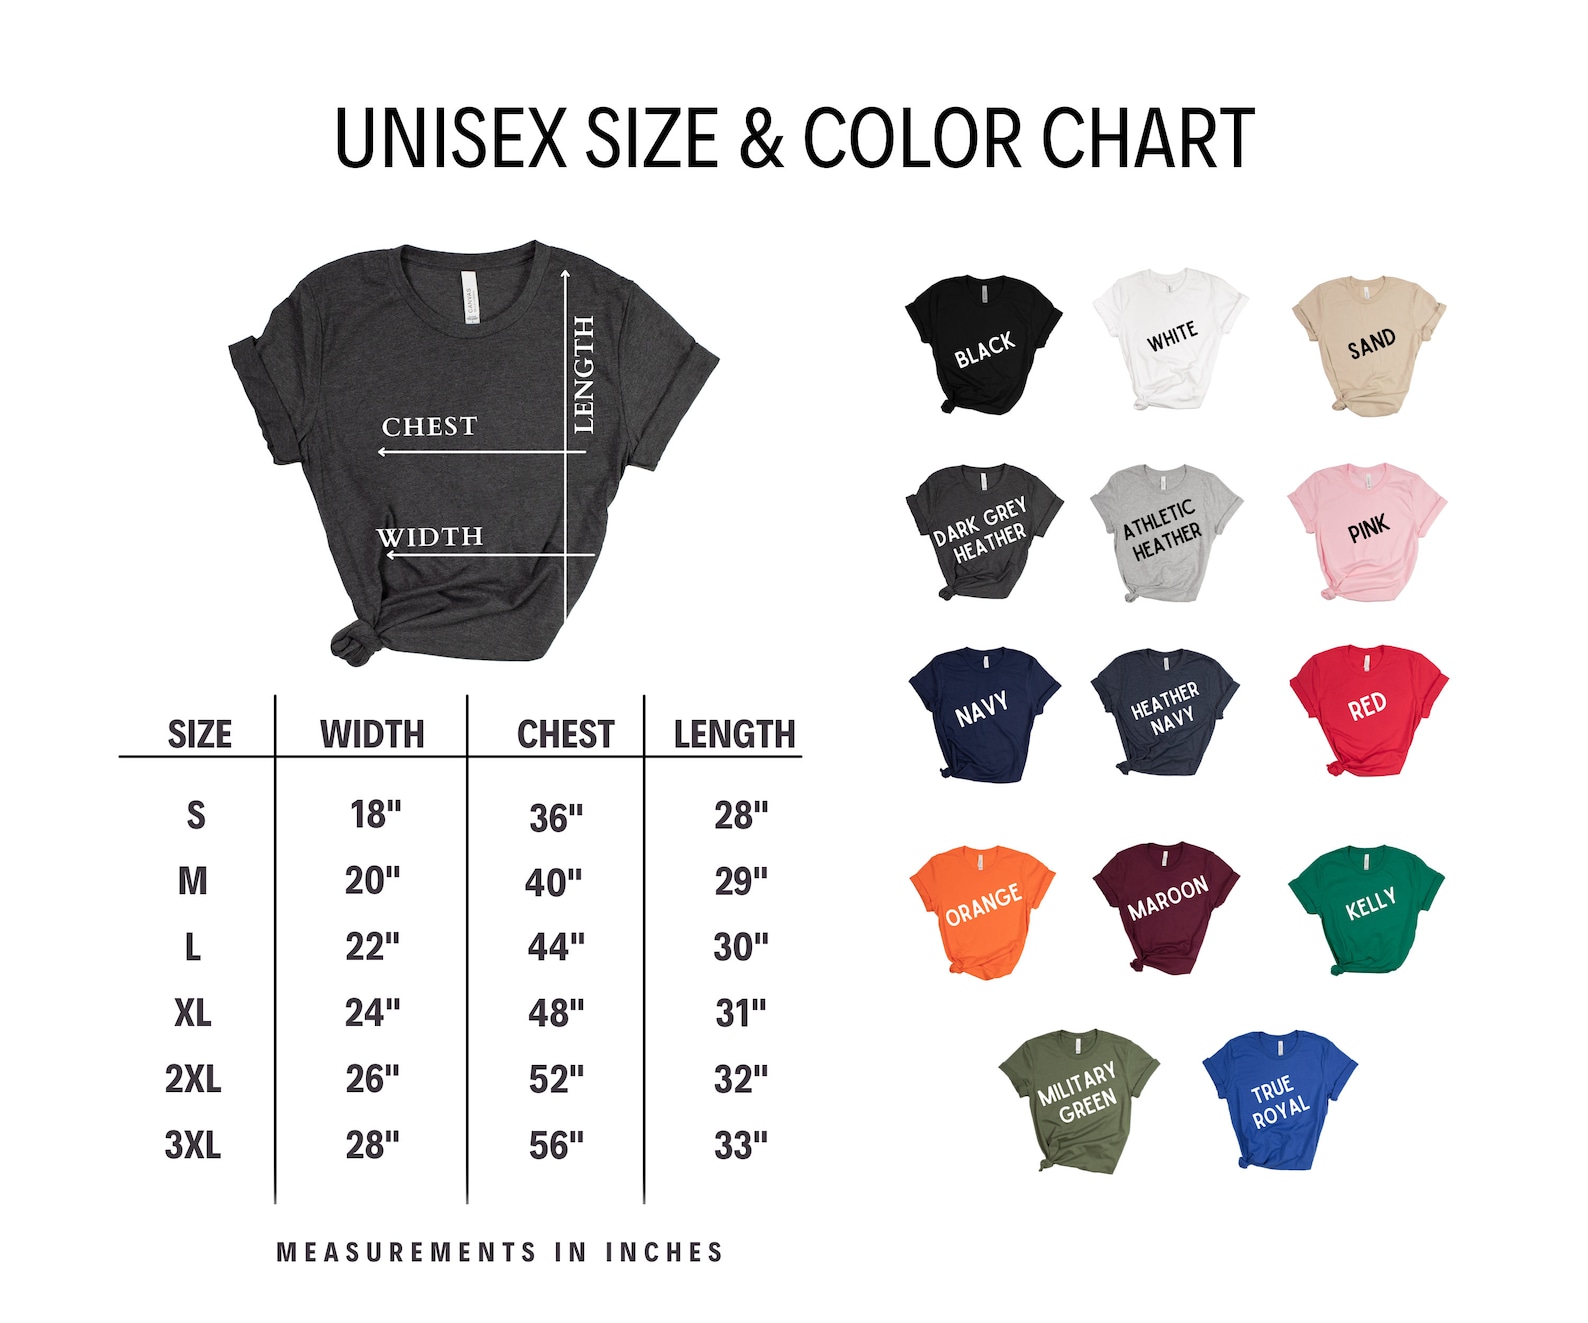 UNISEX SIZE & COLOR CHART
CANVAS
LENGTH
CHEST
WIDTH
SIZE WIDTH CHEST LENGTH
S 18" 36" 28"
M 20" 40" 29"
L 22" 44" 30"
XL 24" 48" 31"
2XL 26" 52" 32"
3XL 28" 56" 33"
MEASUREMENTS IN INCHES
BLACK
WHITE
SAND
DARK GREY
HEATHER
ATHLETIC
HEATHER
PINK
NAVY
HEATHER
NAVY
RED
ORANGE
MAROON
KELLY
MILITARY
GREEN
TRUE
ROYAL